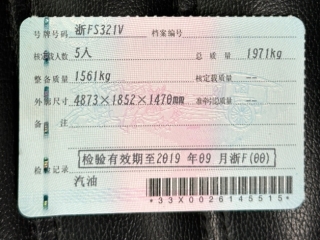 号牌号码 浙FS321V 档案编号
核定载人数 5人 总质量 1971kg
整备质量 1561kg 核定载质量 --
外廓尺寸 4873×1852×1470mm 准牵引总质量 --
备注
检验有效期至2019年09月浙F(00)
检验记录
汽油
*33X0026145515*